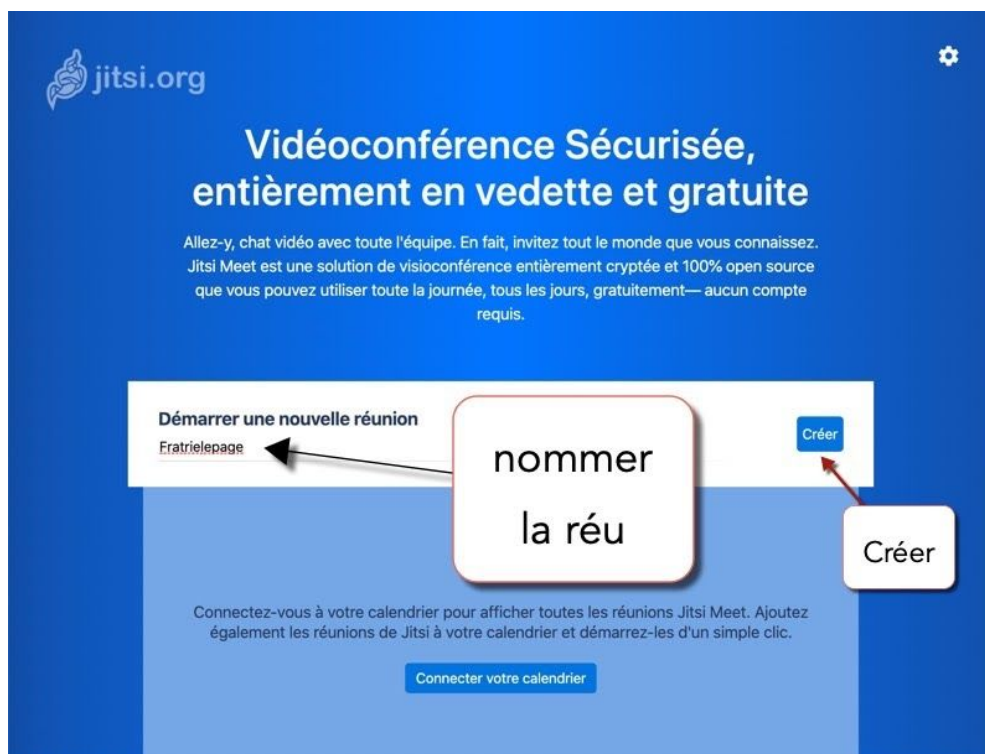 jitsi.org
Vidéoconférence Sécurisée,
entièrement en vedette et gratuite
Allez-y, chat vidéo avec toute l'équipe. En fait, invitez tout le monde que vous connaissez.
Jitsi Meet est une solution de visioconférence entièrement cryptée et 100% open source
que vous pouvez utiliser toute la journée, tous les jours, gratuitement— aucun compte
requis.
Démarrer une nouvelle réunion
Fratrielepage
Créer
nommer
la réu
Créer
Connectez-vous à votre calendrier pour afficher toutes les réunions Jitsi Meet. Ajoutez
également les réunions de Jitsi à votre calendrier et démarrez-les d'un simple clic.
Connecter votre calendrier